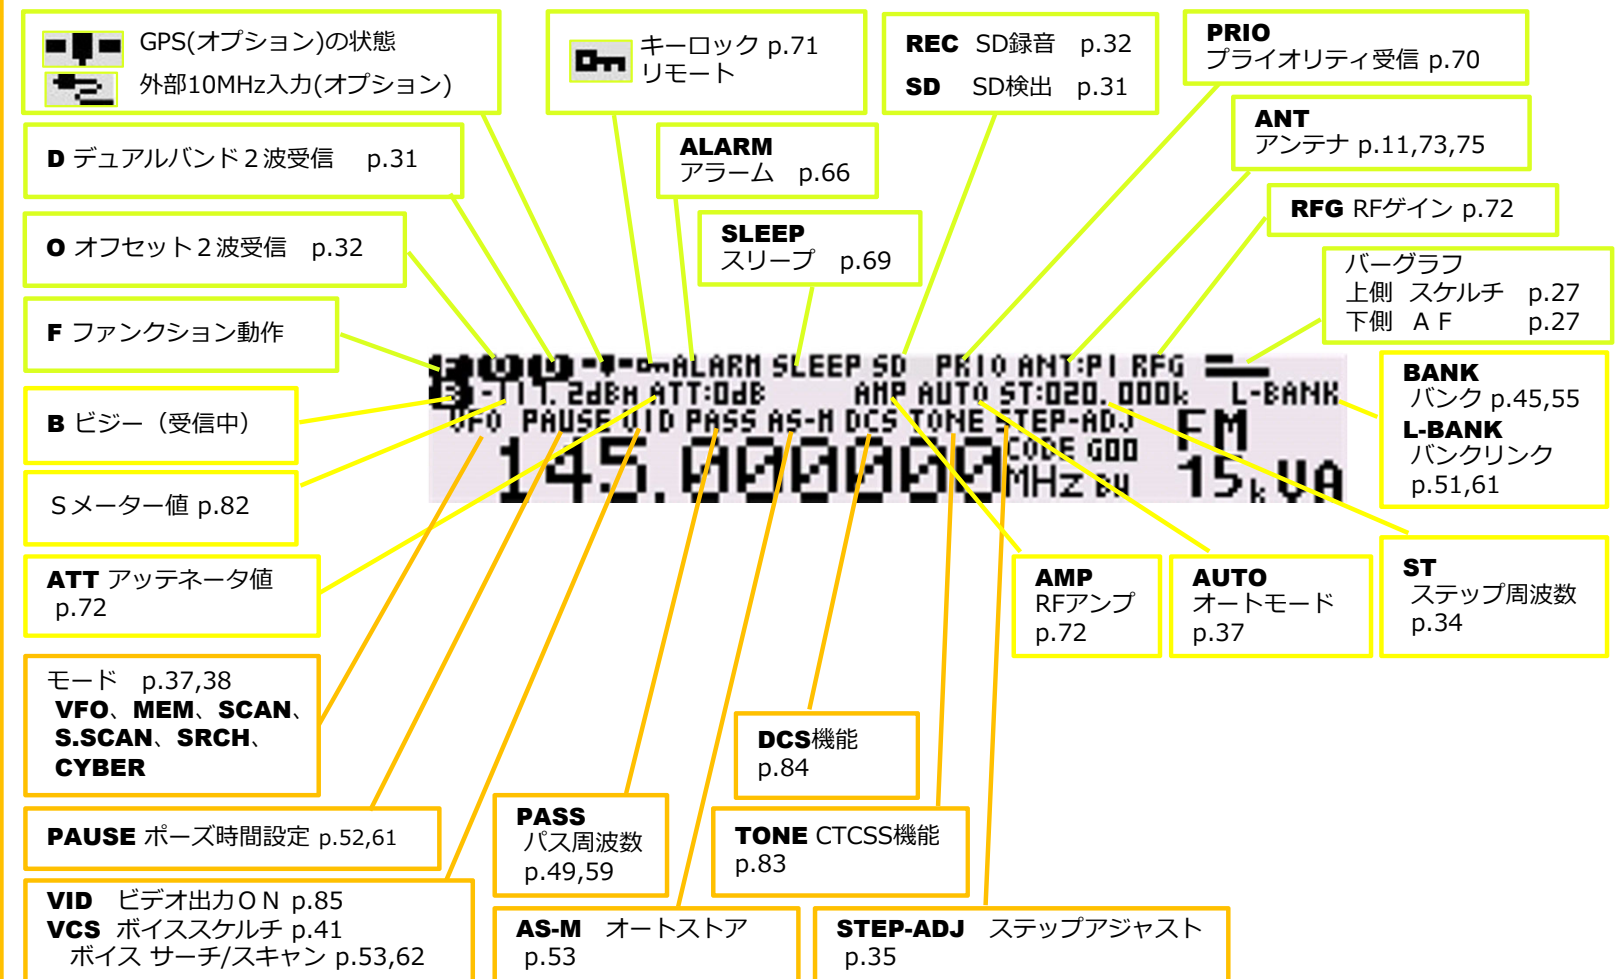 GPS(オプション)の状態
外部10MHz入力(オプション)
キーロック p.71
リモート
REC SD録音 p.32
SD SD検出 p.31
PRIO
プライオリティ受信 p.70
ANT
アンテナ p.11,73,75
D デュアルバンド2波受信 p.31
ALARM
アラーム p.66
RFG RFゲイン p.72
O オフセット2波受信 p.32
SLEEP
スリープ p.69
バーグラフ
上側 スケルチ p.27
下側 AF p.27
F ファンクション動作
ALARM SLEEP SD PRIO ANT:P1 RFG
-117.2dBm ATT:0dB AMP AUTO ST:020.000k L-BANK
VFO PAUSE VID PASS AS-M DCS TONE STEP-ADJ FM
145.000000 CODE G00
MHz BW 15k VA
BANK
バンク p.45,55
L-BANK
バンクリンク
p.51,61
B ビジー(受信中)
Sメーター値 p.82
ATT アッテネータ値
p.72
AMP
RFアンプ
p.72
AUTO
オートモード
p.37
ST
ステップ周波数
p.34
モード p.37,38
VFO、MEM、SCAN、
S.SCAN、SRCH、
CYBER
DCS機能
p.84
PAUSE ポーズ時間設定 p.52,61
PASS
パス周波数
p.49,59
TONE CTCSS機能
p.83
VID ビデオ出力ON p.85
VCS ボイススケルチ p.41
ボイス サーチ/スキャン p.53,62
AS-M オートストア
p.53
STEP-ADJ ステップアジャスト
p.35